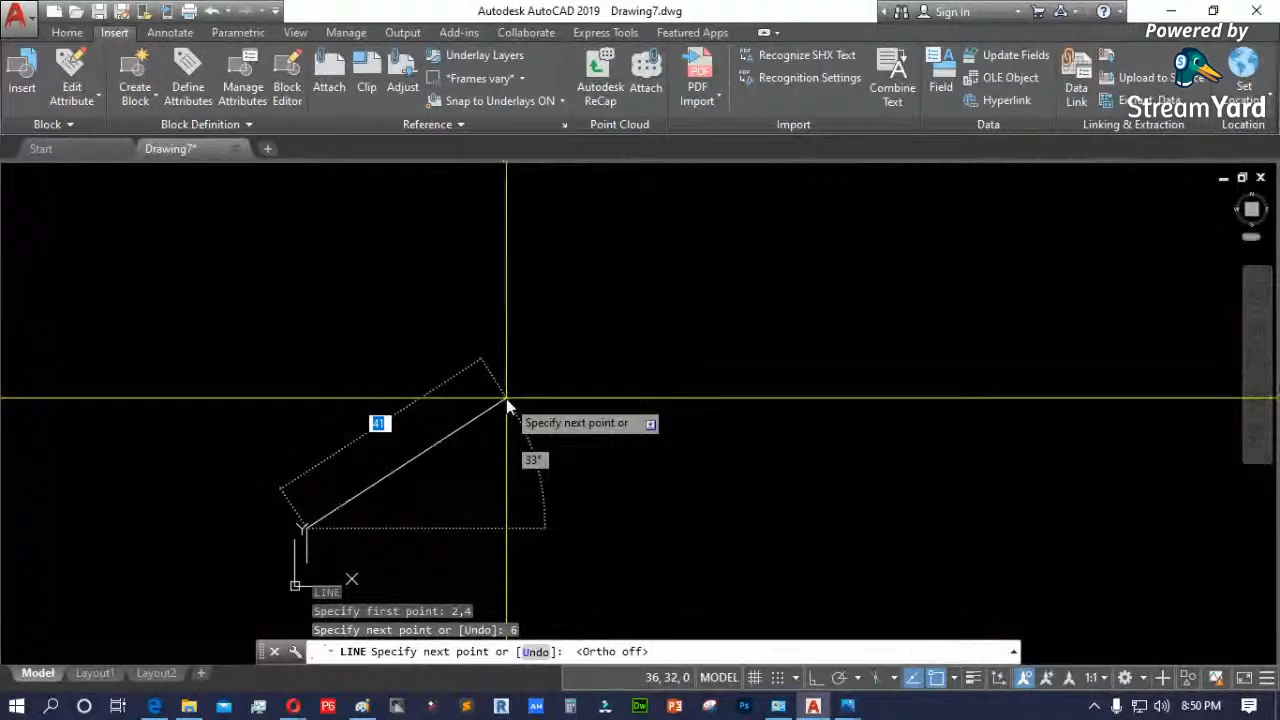 Autodesk AutoCAD 2019 Drawing7.dwg
Sign In
Powered by
StreamYard
Home Insert Annotate Parametric View Manage Output Add-ins Collaborate Express Tools Featured Apps
Insert
Edit Attribute
Create Block
Define Attributes
Manage Attributes
Block Editor
Attach
Clip
Adjust
Underlay Layers
*Frames vary*
Snap to Underlays ON
Autodesk ReCap
Attach
PDF Import
Recognize SHX Text
Recognition Settings
Combine Text
Field
Update Fields
OLE Object
Hyperlink
Data Link
Upload to
Set
Block Block Definition Reference Point Cloud Import Data Linking & Extraction Location
Start Drawing7*
N
41
Specify next point or
33°
Y
X
LINE
Specify first point: 2,4
Specify next point or [Undo]: 6
LINE Specify next point or [Undo]: <Ortho off>
Model Layout1 Layout2
36, 32, 0 MODEL
1:1
8:50 PM